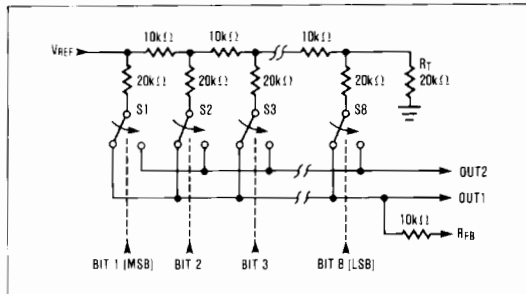 10kΩ 10kΩ 10kΩ
VREF
RT
20kΩ 20kΩ 20kΩ 20kΩ 20kΩ
S1 S2 S3 S8
OUT2
OUT1
10kΩ
RFB
BIT 1 (MSB) BIT 2 BIT 3 BIT 8 (LSB)